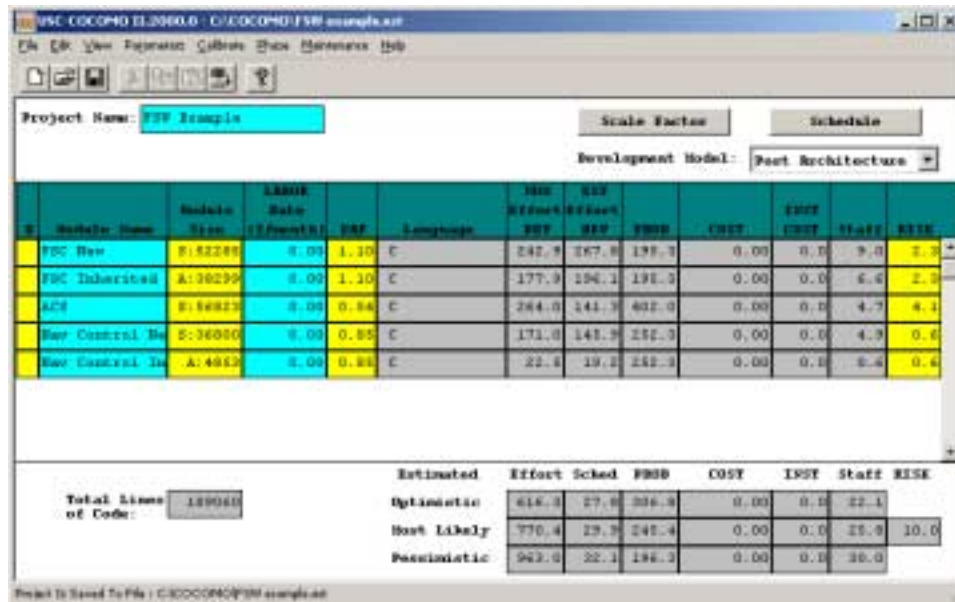 USC-COCOMO II.2000.0 - C:\COCOMO\FSW example.est
File Edit View Parameters Calibrate Phase Maintenance Help
Project Name: FSW Example
Scale Factor
Schedule
Development Model: Post Architecture
X Module Name Module Size LABOR Rate ($/month) EAF Language NOM Effort DEV EST Effort DEV PROD COST INST COST Staff RISK
FSC New S:52288 0.00 1.10 C 242.9 267.8 195.3 0.00 0.0 9.0 2.3
FSC Inherited A:38299 0.00 1.10 C 177.9 196.1 195.3 0.00 0.0 6.6 2.3
ACS 0.00 C 264.0 141.3 402.0 0.00 0.0 4.7 4.1
Nav Control S:36800 0.00 0.85 C 171.0 145.9 252.3 0.00 0.0 4.9 0.6
Nav Control In A:4853 0.00 0.85 C 19.2 252.3 0.00 0.0 0.6 0.6
Estimated Effort Sched PROD COST INST Staff RISK
Total Lines of Code: 189063
Optimistic 616.3 27.8 306.8 0.00 0.0 22.1
Most Likely 770.4 29.9 245.4 0.00 0.0 25.8 10.0
Pessimistic 963.0 32.1 196.3 0.00 0.0 30.0
Project Is Saved To File : C:\COCOMO\FSW example.est